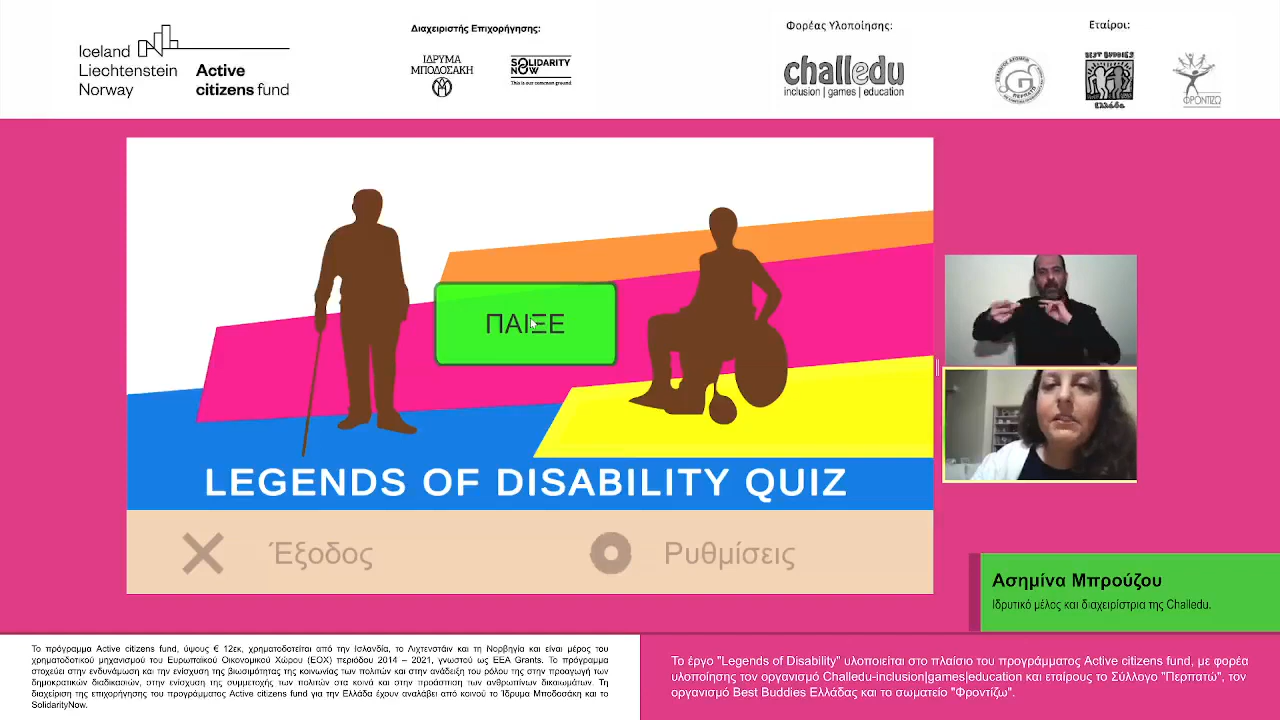 Iceland
Liechtenstein
Norway
Active
citizens fund
Διαχειριστής Επιχορήγησης:
ΙΔΡΥΜΑ
ΜΠΟΔΟΣΑΚΗ
SOLIDARITY
NOW
This is our common ground
Φορέας Υλοποίησης:
challedu
inclusion | games | education
Εταίροι:
BEST BUDDIES
Ελλάδα
ΦΡΟΝΤΙΖΩ
ΠΑΙΞΕ
LEGENDS OF DISABILITY QUIZ
Έξοδος
Ρυθμίσεις
Ασημίνα Μπρούζου
Ιδρυτικό μέλος και διαχειρίστρια της Challedu.
Το πρόγραμμα Active citizens fund, ύψους € 12εκ, χρηματοδοτείται από την Ισλανδία, το Λιχτενστάιν και τη Νορβηγία και είναι μέρος του
χρηματοδοτικού μηχανισμού του Ευρωπαϊκού Οικονομικού Χώρου (ΕΟΧ) περιόδου 2014 – 2021, γνωστού ως EEA Grants. Το πρόγραμμα
στοχεύει στην ενδυνάμωση και την ενίσχυση της βιωσιμότητας της κοινωνίας των πολιτών και στην ανάδειξη του ρόλου της στην προαγωγή των
δημοκρατικών διαδικασιών, στην ενίσχυση της συμμετοχής των πολιτών στα κοινά και στην προάσπιση των ανθρωπίνων δικαιωμάτων. Τη
διαχείριση της επιχορήγησης του προγράμματος Active citizens fund για την Ελλάδα έχουν αναλάβει από κοινού το Ίδρυμα Μποδοσάκη και το
SolidarityNow.
Το έργο "Legends of Disability" υλοποιείται στο πλαίσιο του προγράμματος Active citizens fund, με φορέα
υλοποίησης τον οργανισμό Challedu-inclusion|games|education και εταίρους το Σύλλογο "Περπατώ", τον
οργανισμό Best Buddies Ελλάδας και το σωματείο "Φροντίζω".